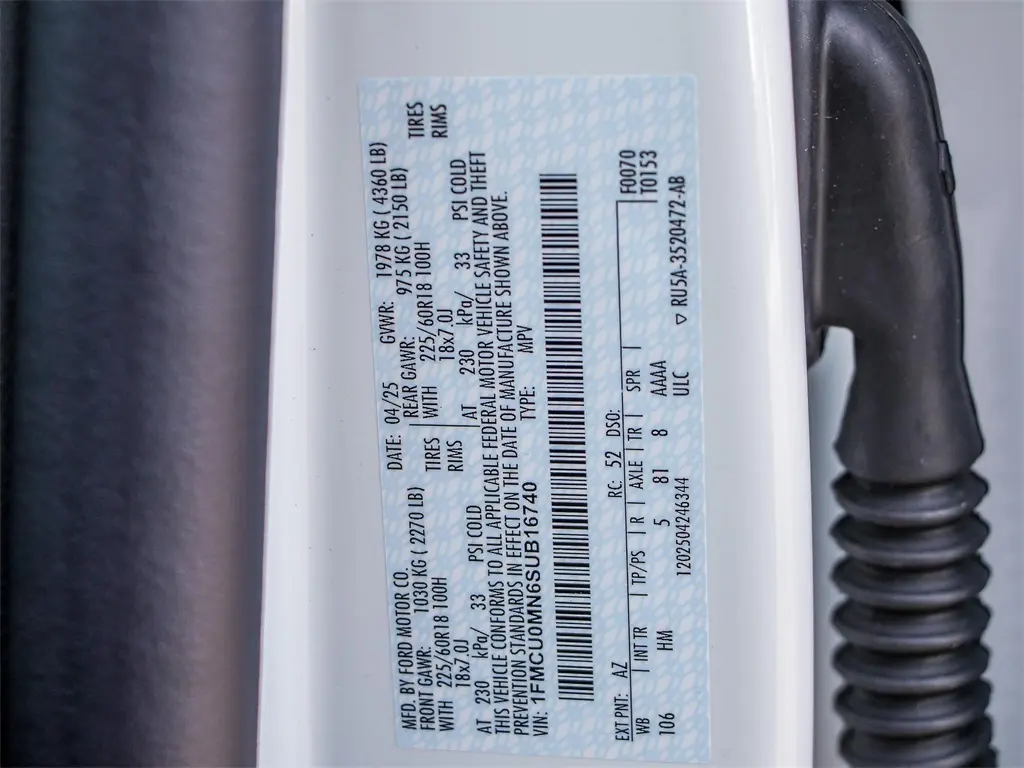 MFD. BY FORD MOTOR CO. DATE: 04/25 GVWR: 1978 KG ( 4360 LB)
FRONT GAWR: 1030 KG ( 2270 LB) REAR GAWR: 975 KG ( 2150 LB)
WITH 225/60R18 100H TIRES WITH 225/60R18 100H TIRES
18x7.0J RIMS 18x7.0J RIMS
AT 230 kPa/ 33 PSI COLD AT 230 kPa/ 33 PSI COLD
THIS VEHICLE CONFORMS TO ALL APPLICABLE FEDERAL MOTOR VEHICLE SAFETY AND THEFT
PREVENTION STANDARDS IN EFFECT ON THE DATE OF MANUFACTURE SHOWN ABOVE.
VIN: 1FMCU0MN6SUB16740 TYPE: MPV
EXT PNT: AZ RC: 52 DSO: F0070
WB | INT TR | TP/PS | R | AXLE | TR | SPR | T0153
106 HM 5 81 8 AAAA
1202504246344 ULC ▽ RU5A-3520472-AB